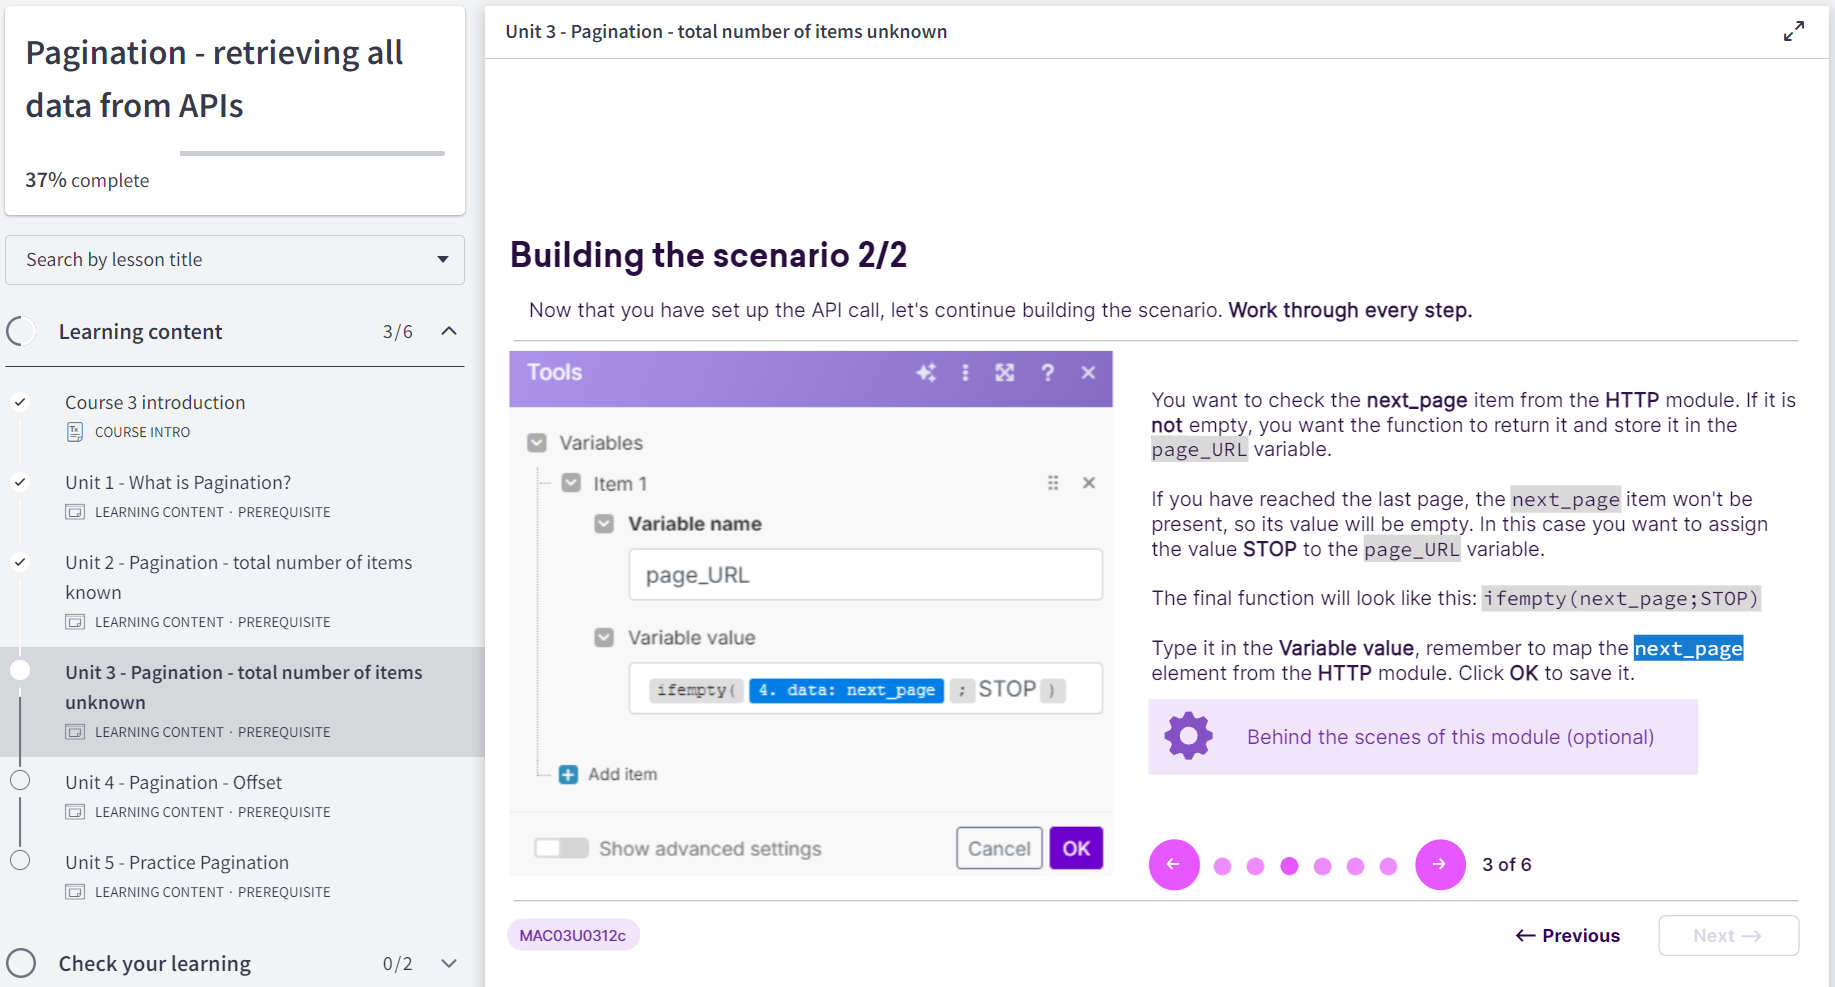 Pagination - retrieving all
data from APIs
37% complete
Search by lesson title
Learning content 3/6
Course 3 introduction
COURSE INTRO
Unit 1 - What is Pagination?
LEARNING CONTENT · PREREQUISITE
Unit 2 - Pagination - total number of items
known
LEARNING CONTENT · PREREQUISITE
Unit 3 - Pagination - total number of items
unknown
LEARNING CONTENT · PREREQUISITE
Unit 4 - Pagination - Offset
LEARNING CONTENT · PREREQUISITE
Unit 5 - Practice Pagination
LEARNING CONTENT · PREREQUISITE
Check your learning 0/2
Unit 3 - Pagination - total number of items unknown
Building the scenario 2/2
Now that you have set up the API call, let's continue building the scenario. Work through every step.
Tools
Variables
Item 1
Variable name
page_URL
Variable value
ifempty( 4. data: next_page ; STOP )
Add item
Show advanced settings
Cancel
OK
You want to check the next_page item from the HTTP module. If it is
not empty, you want the function to return it and store it in the
page_URL variable.
If you have reached the last page, the next_page item won't be
present, so its value will be empty. In this case you want to assign
the value STOP to the page_URL variable.
The final function will look like this: ifempty(next_page;STOP)
Type it in the Variable value, remember to map the next_page
element from the HTTP module. Click OK to save it.
Behind the scenes of this module (optional)
3 of 6
MAC03U0312c
← Previous
Next →